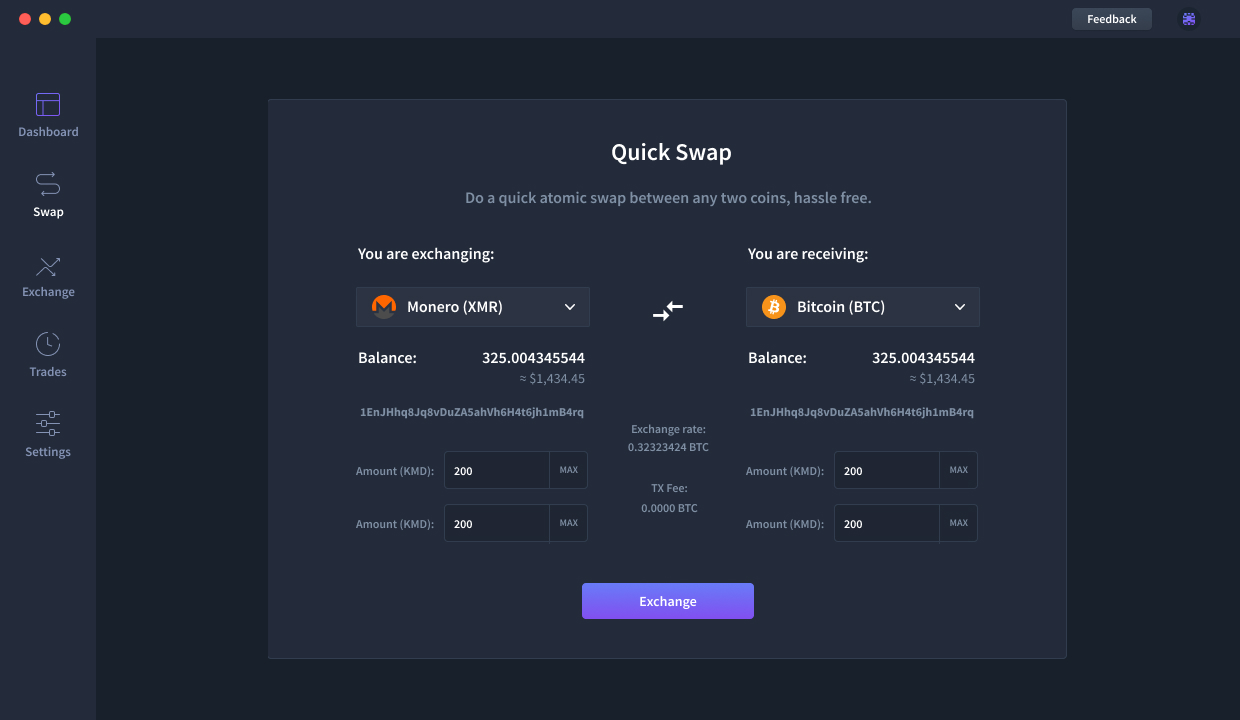 Feedback
Dashboard
Swap
Exchange
Trades
Settings
Quick Swap
Do a quick atomic swap between any two coins, hassle free.
You are exchanging:
Monero (XMR)
Balance: 325.004345544
≈ $1,434.45
1EnJHhq8Jq8vDuZA5ahVh6H4t6jh1mB4rq
Amount (KMD): 200 MAX
Amount (KMD): 200 MAX
Exchange rate:
0.32323424 BTC
TX Fee:
0.0000 BTC
You are receiving:
Bitcoin (BTC)
Balance: 325.004345544
≈ $1,434.45
1EnJHhq8Jq8vDuZA5ahVh6H4t6jh1mB4rq
Amount (KMD): 200 MAX
Amount (KMD): 200 MAX
Exchange